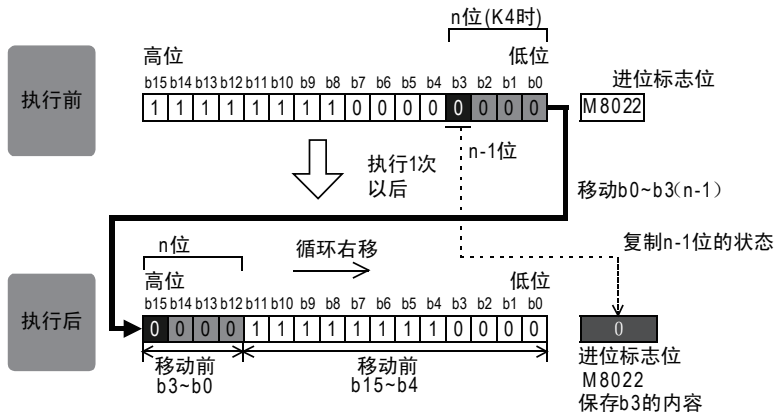 n位(K4时)
高位 低位
b15 b14 b13 b12 b11 b10 b9 b8 b7 b6 b5 b4 b3 b2 b1 b0
进位标志位
执行前
1 1 1 1 1 1 1 1 0 0 0 0 0 0 0 0
M8022
执行1次
以后
n-1位
移动b0~b3(n-1)
复制n-1位的状态
n位
循环右移
高位 低位
b15 b14 b13 b12 b11 b10 b9 b8 b7 b6 b5 b4 b3 b2 b1 b0
执行后
0 0 0 0 1 1 1 1 1 1 1 1 0 0 0 0
0
移动前
b3~b0
移动前
b15~b4
进位标志位
M8022
保存b3的内容